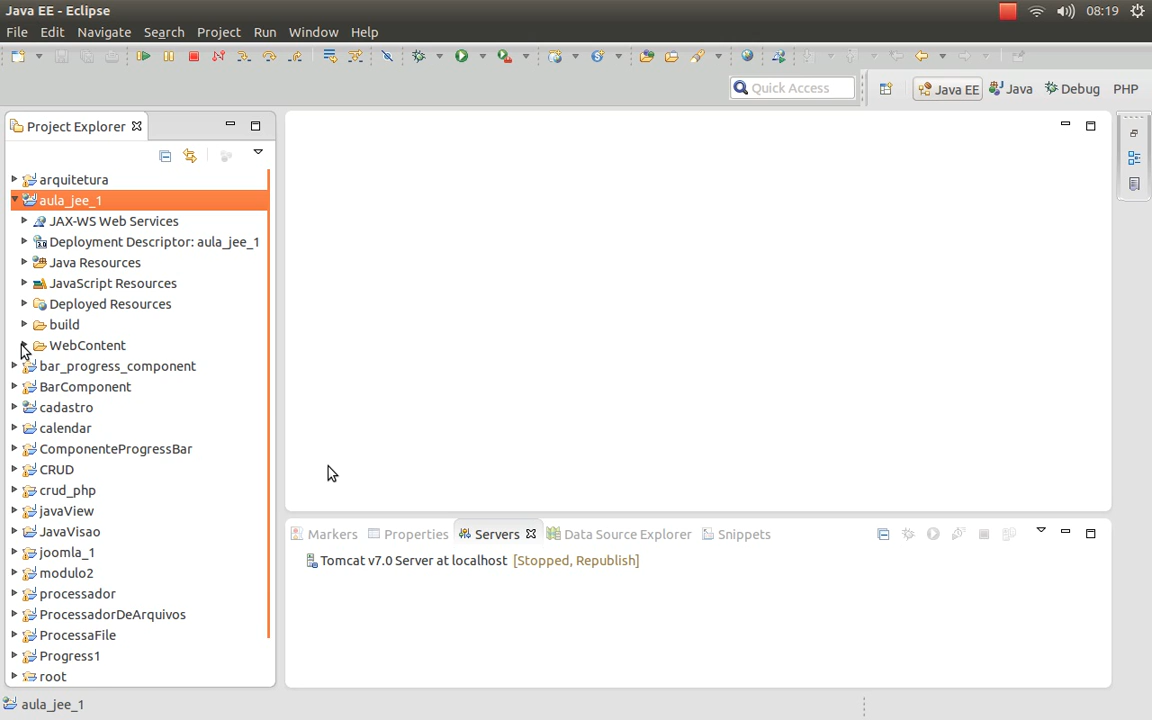 Java EE - Eclipse
08:19
File Edit Navigate Search Project Run Window Help
Quick Access
Java EE
Java
Debug
PHP
Project Explorer
arquitetura
aula_jee_1
JAX-WS Web Services
Deployment Descriptor: aula_jee_1
Java Resources
JavaScript Resources
Deployed Resources
build
WebContent
bar_progress_component
BarComponent
cadastro
calendar
ComponenteProgressBar
CRUD
crud_php
javaView
JavaVisao
joomla_1
modulo2
processador
ProcessadorDeArquivos
ProcessaFile
Progress1
root
Markers Properties Servers Data Source Explorer Snippets
Tomcat v7.0 Server at localhost [Stopped, Republish]
aula_jee_1